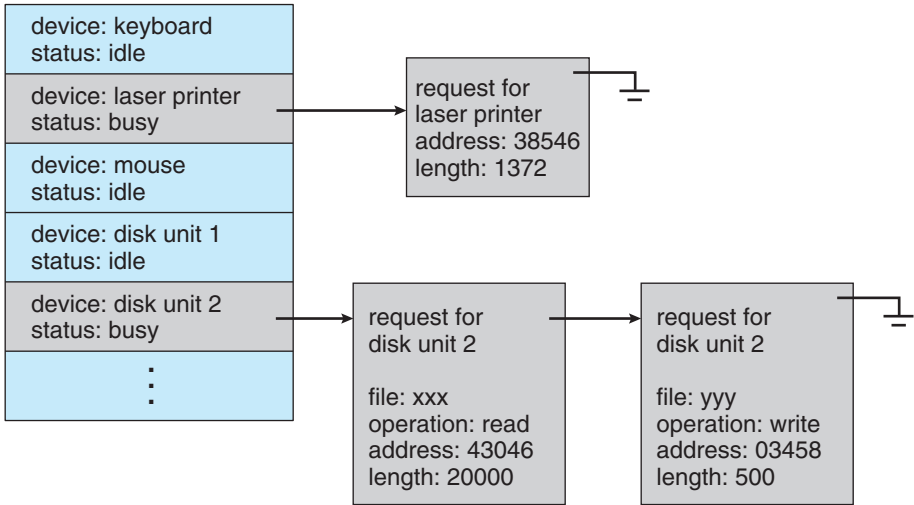 device: keyboard
status: idle
device: laser printer
status: busy
device: mouse
status: idle
device: disk unit 1
status: idle
device: disk unit 2
status: busy
request for
laser printer
address: 38546
length: 1372
request for
disk unit 2
file: xxx
operation: read
address: 43046
length: 20000
request for
disk unit 2
file: yyy
operation: write
address: 03458
length: 500